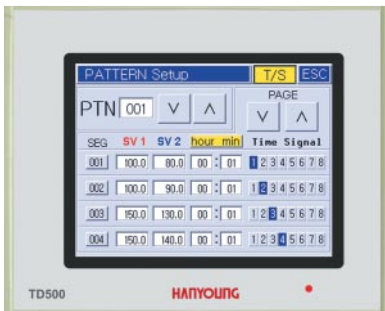 PATTERN Setup T/S ESC
PTN 001 PAGE
SEG SV 1 SV 2 hour min Time Signal
001 100.0 80.0 00 : 01 1 2 3 4 5 6 7 8
002 100.0 90.0 00 : 01 1 2 3 4 5 6 7 8
003 150.0 130.0 00 : 01 1 2 3 4 5 6 7 8
004 150.0 140.0 00 : 01 1 2 3 4 5 6 7 8
TD500 HANYOUNG